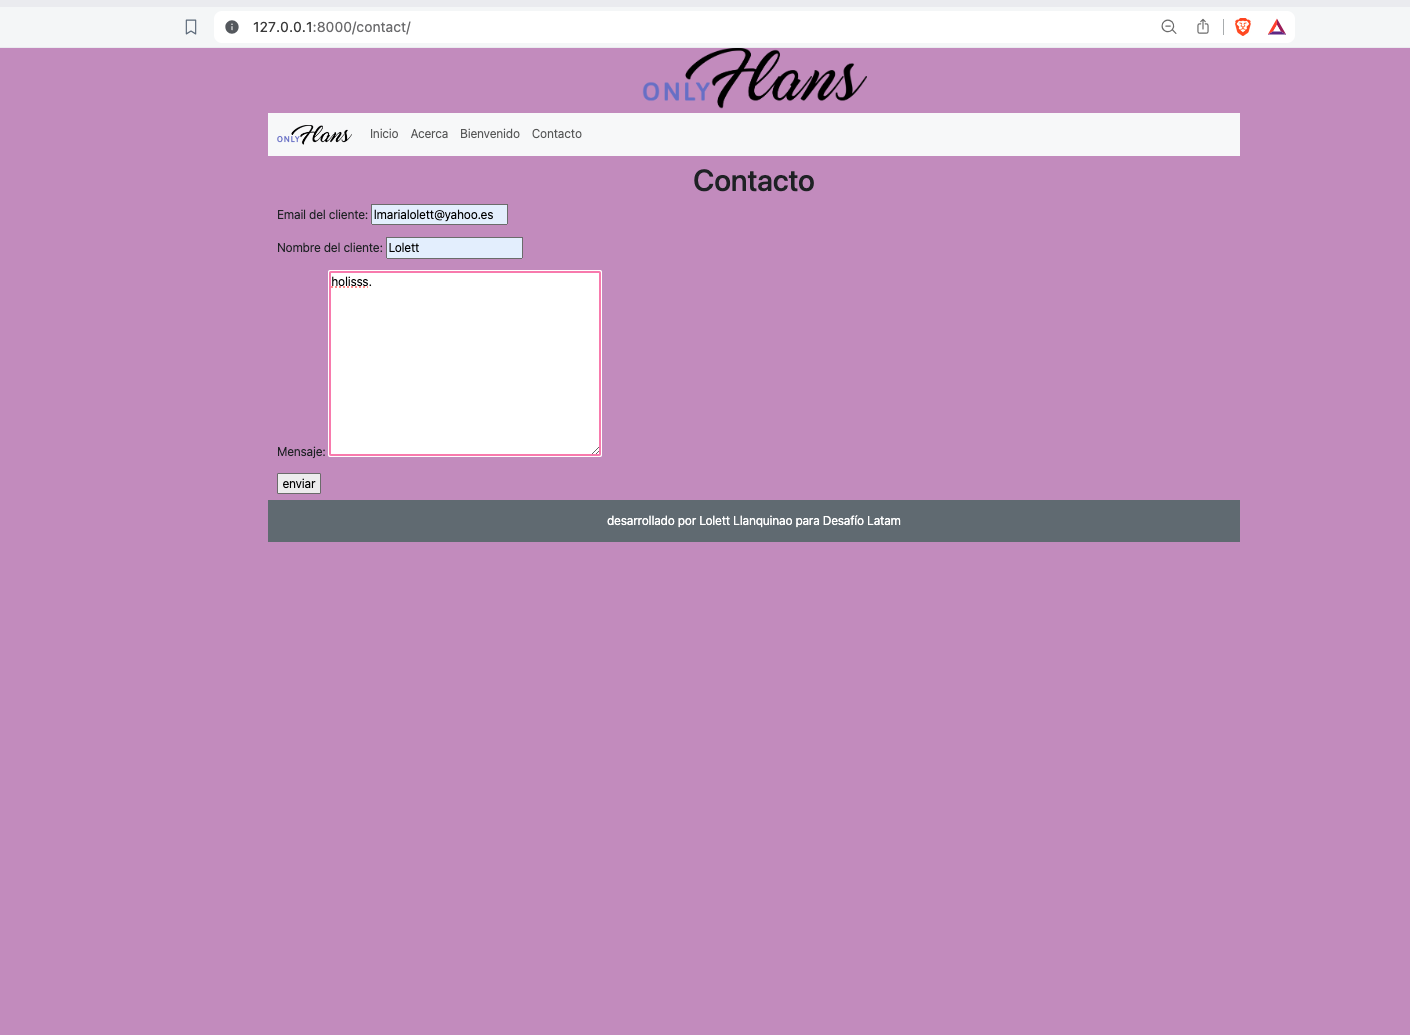 127.0.0.1:8000/contact/
ONLY Flans
ONLY Flans Inicio Acerca Bienvenido Contacto
Contacto
Email del cliente: lmarialolett@yahoo.es
Nombre del cliente: Lolett
holisss.
Mensaje:
enviar
desarrollado por Lolett Llanquinao para Desafío Latam